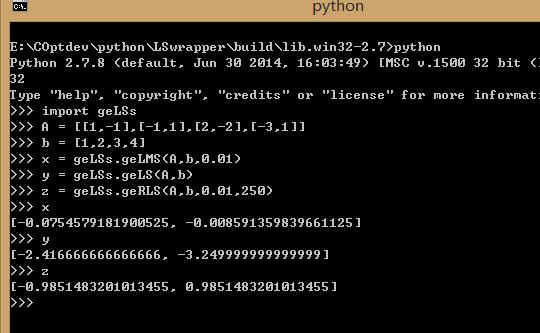 python
E:\COptdev\python\LSwrapper\build\lib.win32-2.7>python
Python 2.7.8 (default, Jun 30 2014, 16:03:49) [MSC v.1500 32 bit (
32
Type "help", "copyright", "credits" or "license" for more informati
>>> import geLSs
>>> A = [[1,-1],[-1,1],[2,-2],[-3,1]]
>>> b = [1,2,3,4]
>>> x = geLSs.geLMS(A,b,0.01)
>>> y = geLSs.geLS(A,b)
>>> z = geLSs.geRLS(A,b,0.01,250)
>>> x
[-0.0754579181900525, -0.008591359839661125]
>>> y
[-2.416666666666666, -3.249999999999999]
>>> z
[-0.9851483201013455, 0.9851483201013455]
>>>